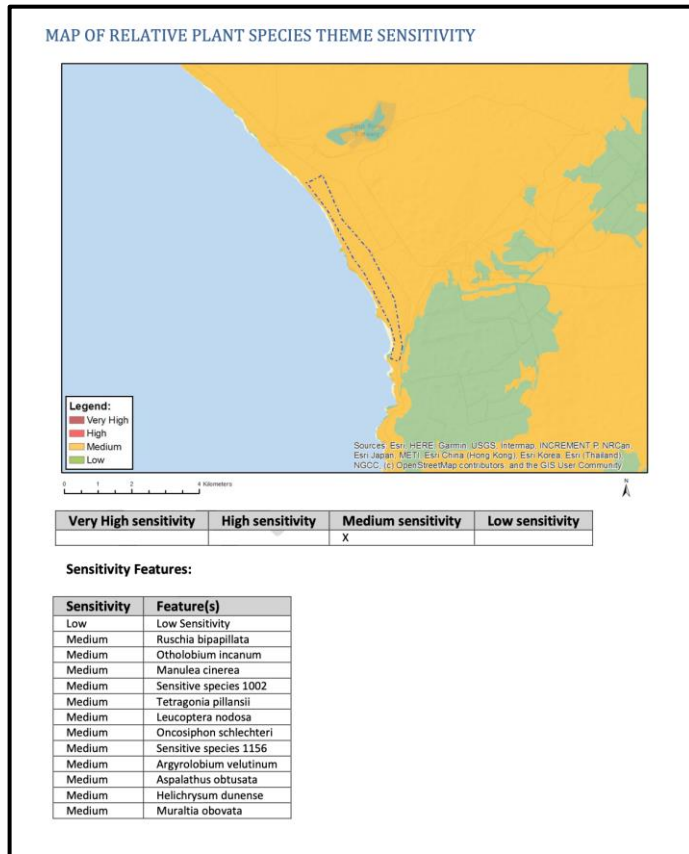 MAP OF RELATIVE PLANT SPECIES THEME SENSITIVITY
Legend:
Very High
High
Medium
Low
Sources: Esri, HERE, Garmin, USGS, Intermap, INCREMENT P, NRCan,
Esri Japan, METI, Esri China (Hong Kong), Esri Korea, Esri (Thailand),
NGCC, (c) OpenStreetMap contributors, and the GIS User Community
0 1 2 4 Kilometers
N
Very High sensitivity High sensitivity Medium sensitivity Low sensitivity
X
Sensitivity Features:
Sensitivity Feature(s)
Low Low Sensitivity
Medium Ruschia bipapillata
Medium Otholobium incanum
Medium Manulea cinerea
Medium Sensitive species 1002
Medium Tetragonia pillansii
Medium Leucoptera nodosa
Medium Oncosiphon schlechteri
Medium Sensitive species 1156
Medium Argyrolobium velutinum
Medium Aspalathus obtusata
Medium Helichrysum dunense
Medium Muraltia obovata